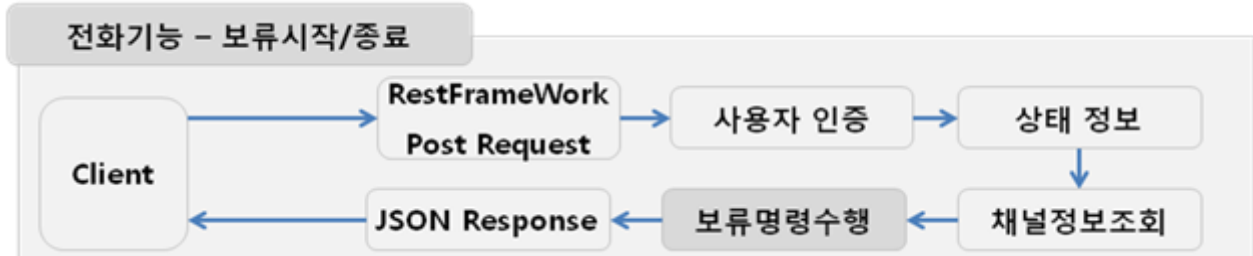 전화기능 – 보류시작/종료
RestFrameWork
Post Request
사용자 인증
상태 정보
Client
JSON Response
보류명령수행
채널정보조회